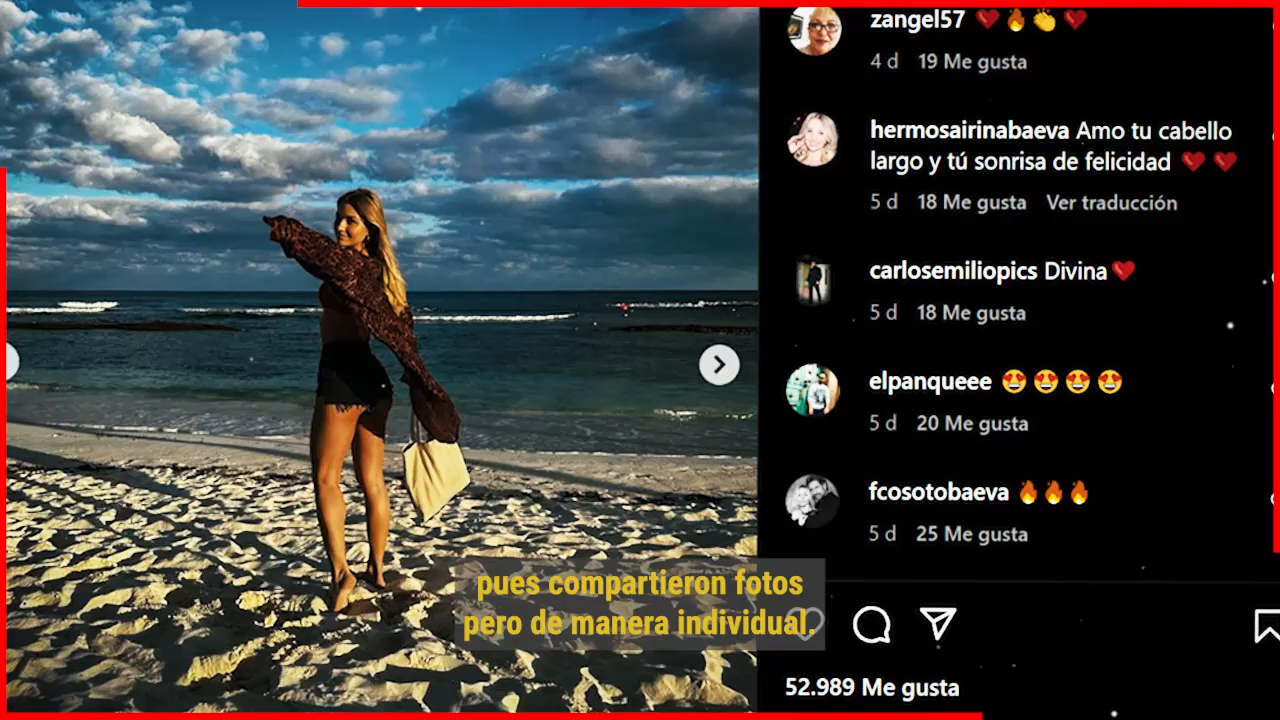 zangel57 ❤️🔥👏❤️
4 d 19 Me gusta
hermosairinabaeva Amo tu cabello
largo y tú sonrisa de felicidad ❤️❤️
5 d 18 Me gusta Ver traducción
carlosemiliopics Divina❤️
5 d 18 Me gusta
elpanqueee 😍😍😍😍
5 d 20 Me gusta
fcosotobaeva 🔥🔥🔥
5 d 25 Me gusta
pues compartieron fotos
pero de manera individual,
52.989 Me gusta